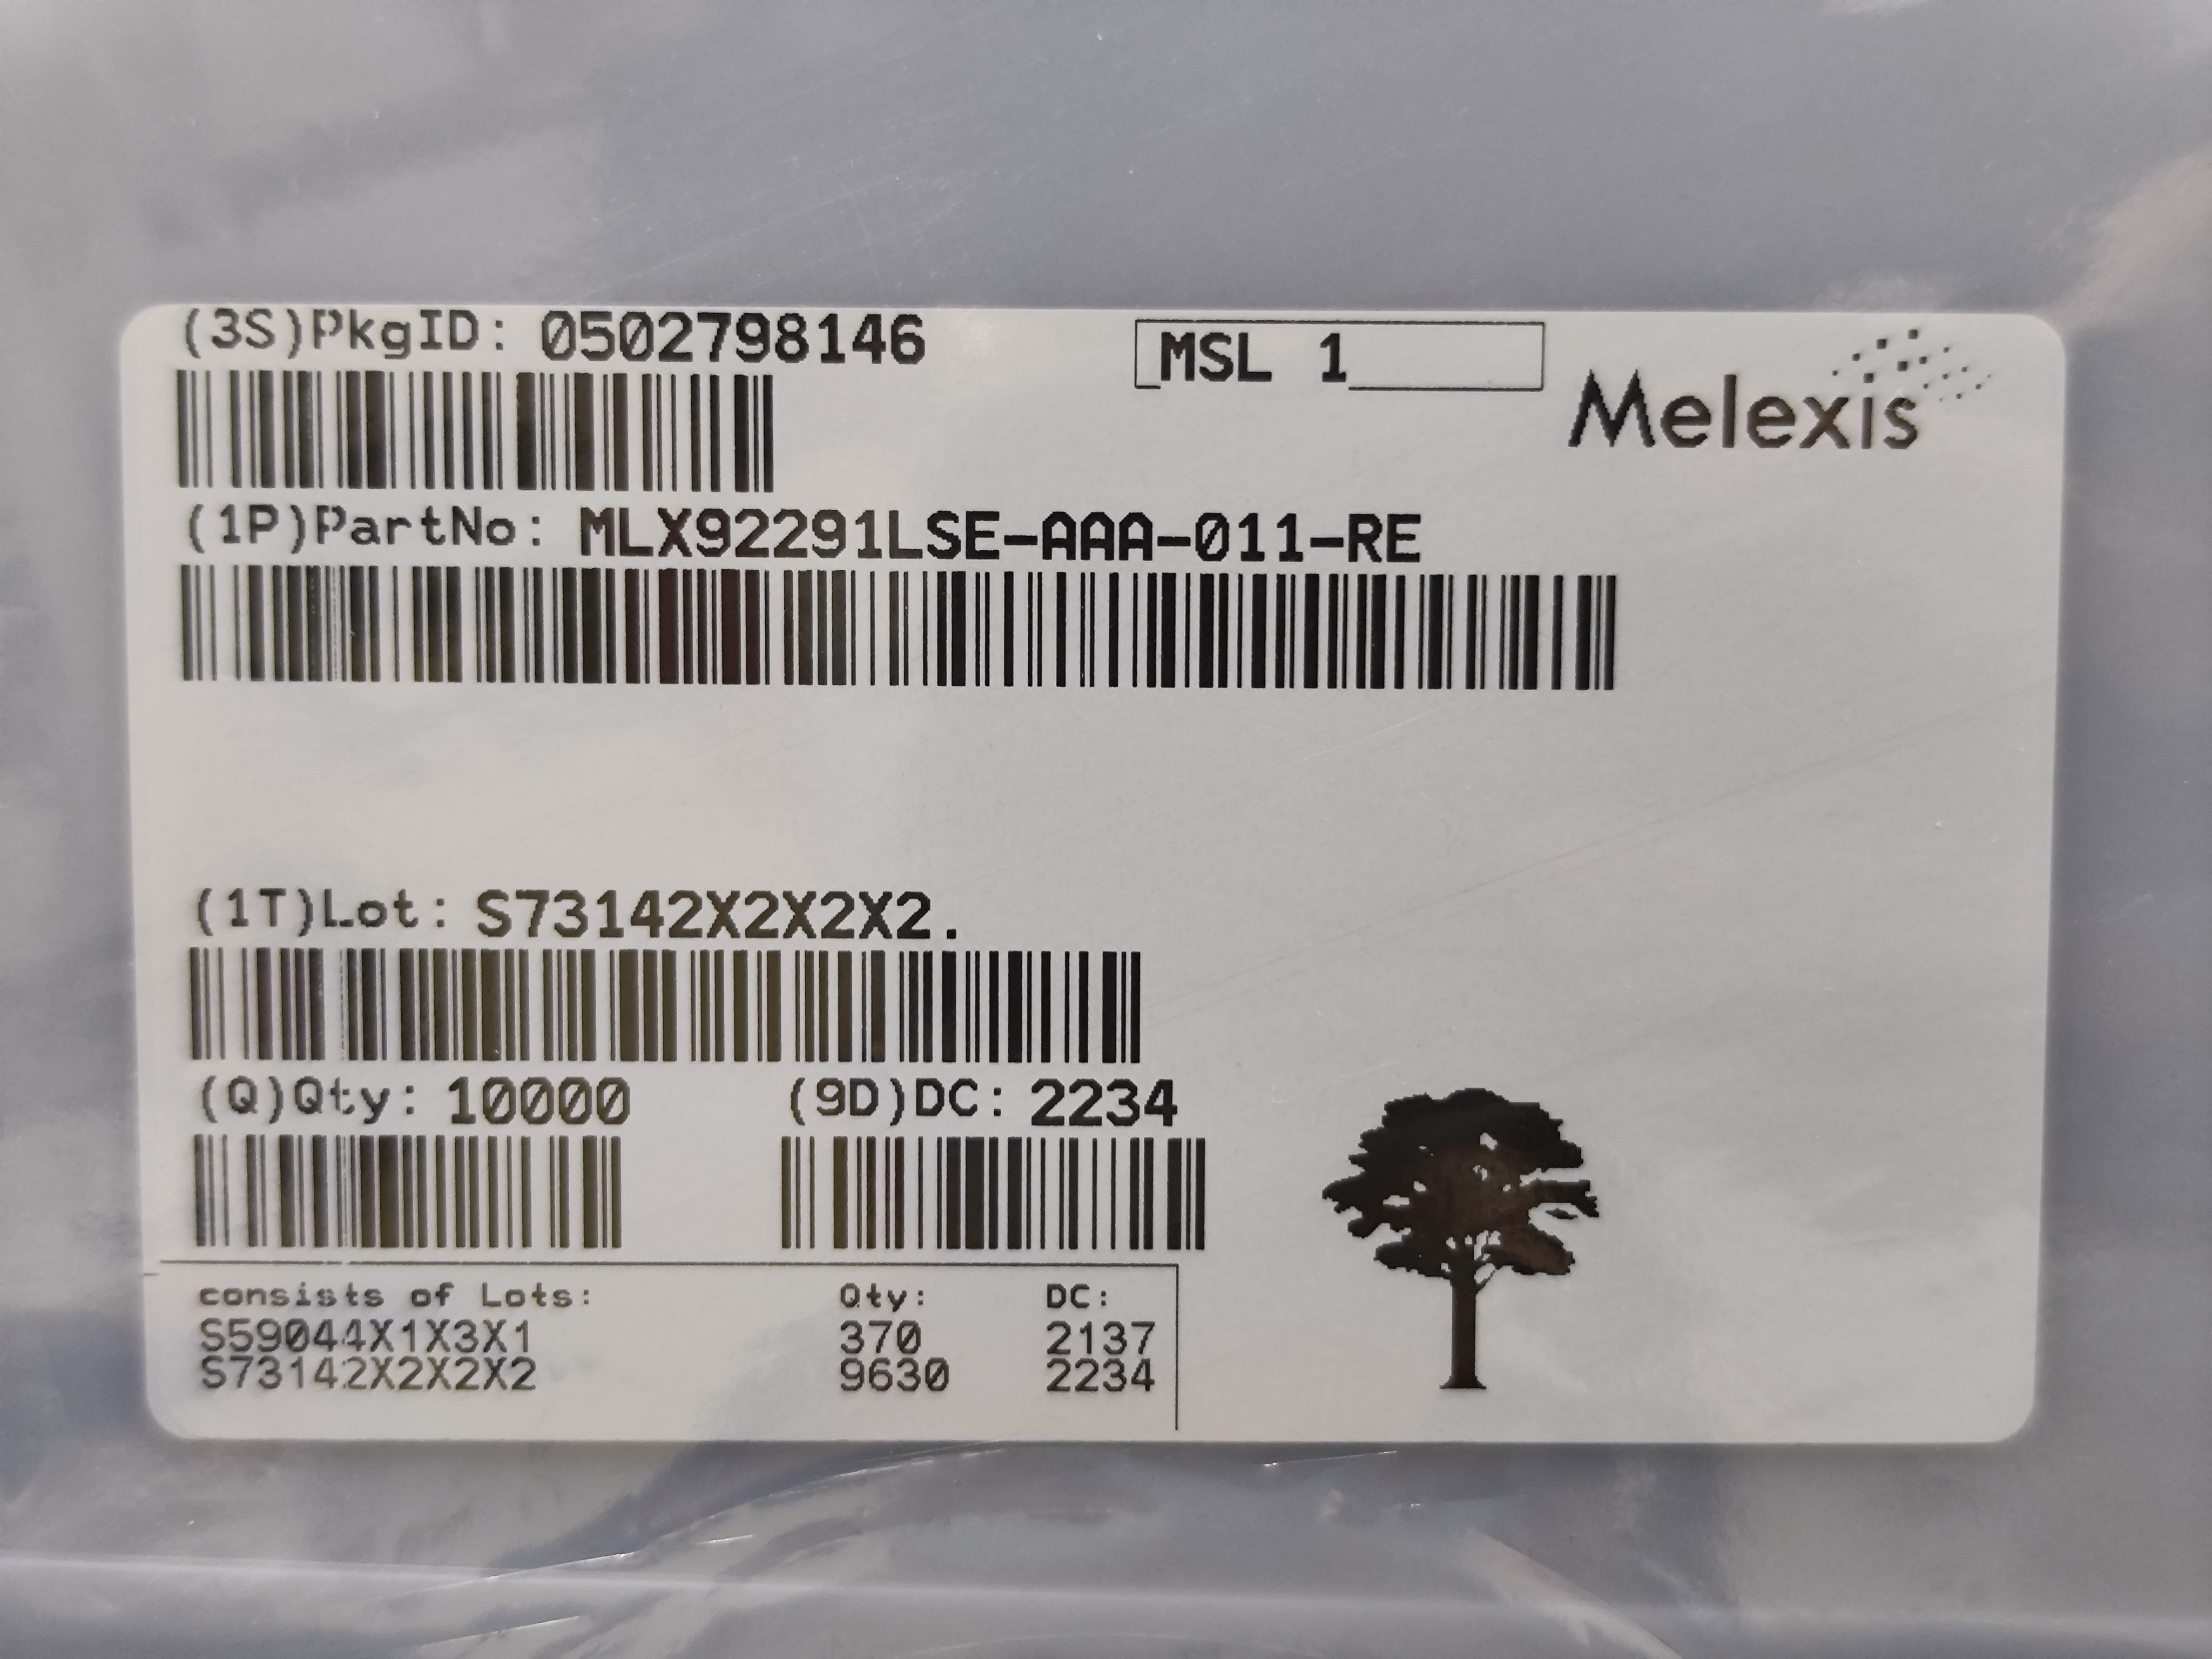 (3S)PkgID: 0502798146
MSL 1
Melexis
(1P)PartNo: MLX92291LSE-AAA-011-RE
(1T)Lot: S73142X2X2X2.
(Q)Qty: 10000 (9D)DC: 2234
consists of Lots: Qty: DC:
S59044X1X3X1 370 2137
S73142X2X2X2 9630 2234